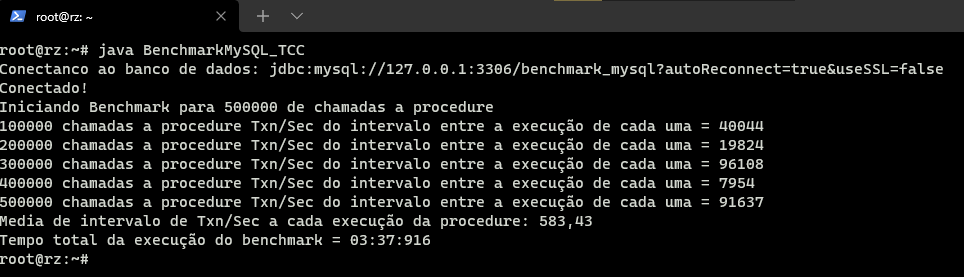 root@rz: ~
root@rz:~# java BenchmarkMySQL_TCC
Conectanco ao banco de dados: jdbc:mysql://127.0.0.1:3306/benchmark_mysql?autoReconnect=true&useSSL=false
Conectado!
Iniciando Benchmark para 500000 de chamadas a procedure
100000 chamadas a procedure Txn/Sec do intervalo entre a execução de cada uma = 40044
200000 chamadas a procedure Txn/Sec do intervalo entre a execução de cada uma = 19824
300000 chamadas a procedure Txn/Sec do intervalo entre a execução de cada uma = 96108
400000 chamadas a procedure Txn/Sec do intervalo entre a execução de cada uma = 7954
500000 chamadas a procedure Txn/Sec do intervalo entre a execução de cada uma = 91637
Media de intervalo de Txn/Sec a cada execução da procedure: 583,43
Tempo total da execução do benchmark = 03:37:916
root@rz:~#